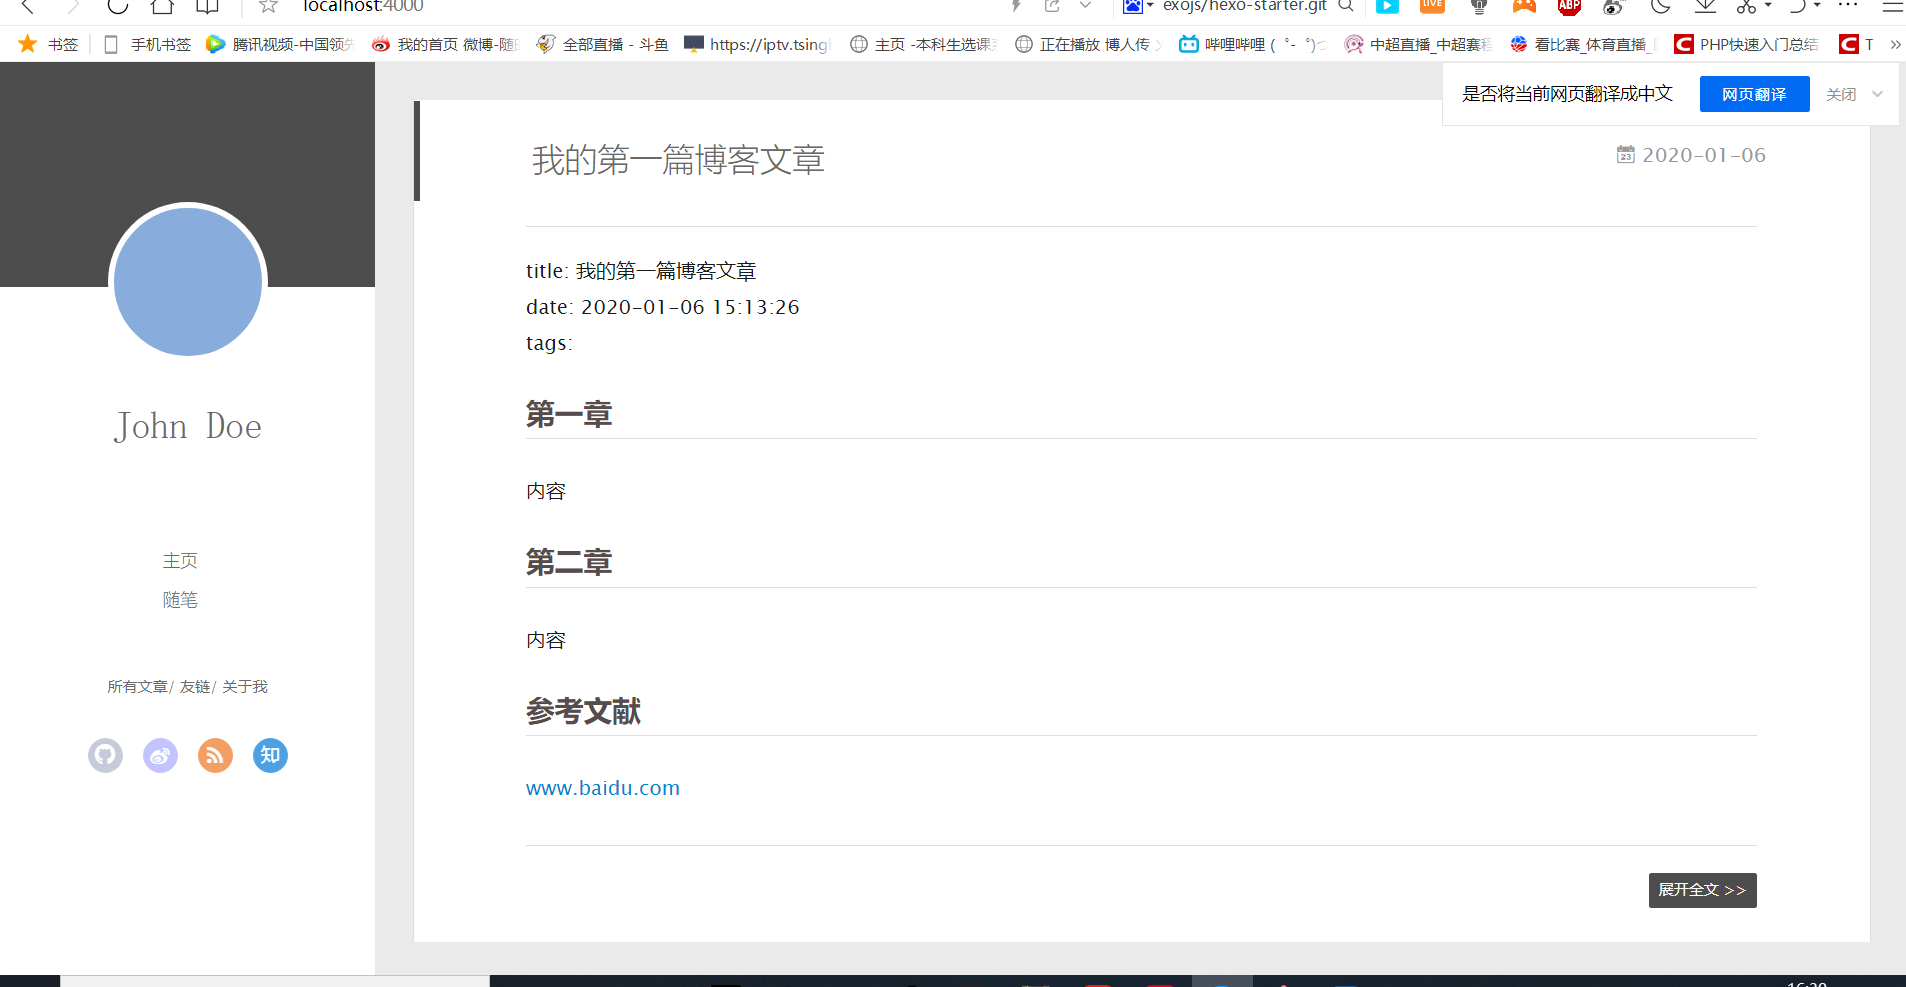 localhost:4000
exojs/hexo-starter.git
LIVE
ABP
书签
手机书签
腾讯视频-中国领先
我的首页 微博-随
全部直播 - 斗鱼
https://iptv.tsing
主页 -本科生选课
正在播放 博人传
哔哩哔哩 ( ゜- ゜)つ
中超直播_中超赛程
看比赛_体育直播_
PHP快速入门总结
T
»
是否将当前网页翻译成中文
网页翻译
关闭
我的第一篇博客文章
23
2020-01-06
title: 我的第一篇博客文章
date: 2020-01-06 15:13:26
tags:
第一章
内容
第二章
内容
参考文献
www.baidu.com
展开全文 >>
John Doe
主页
随笔
所有文章/ 友链/ 关于我
知